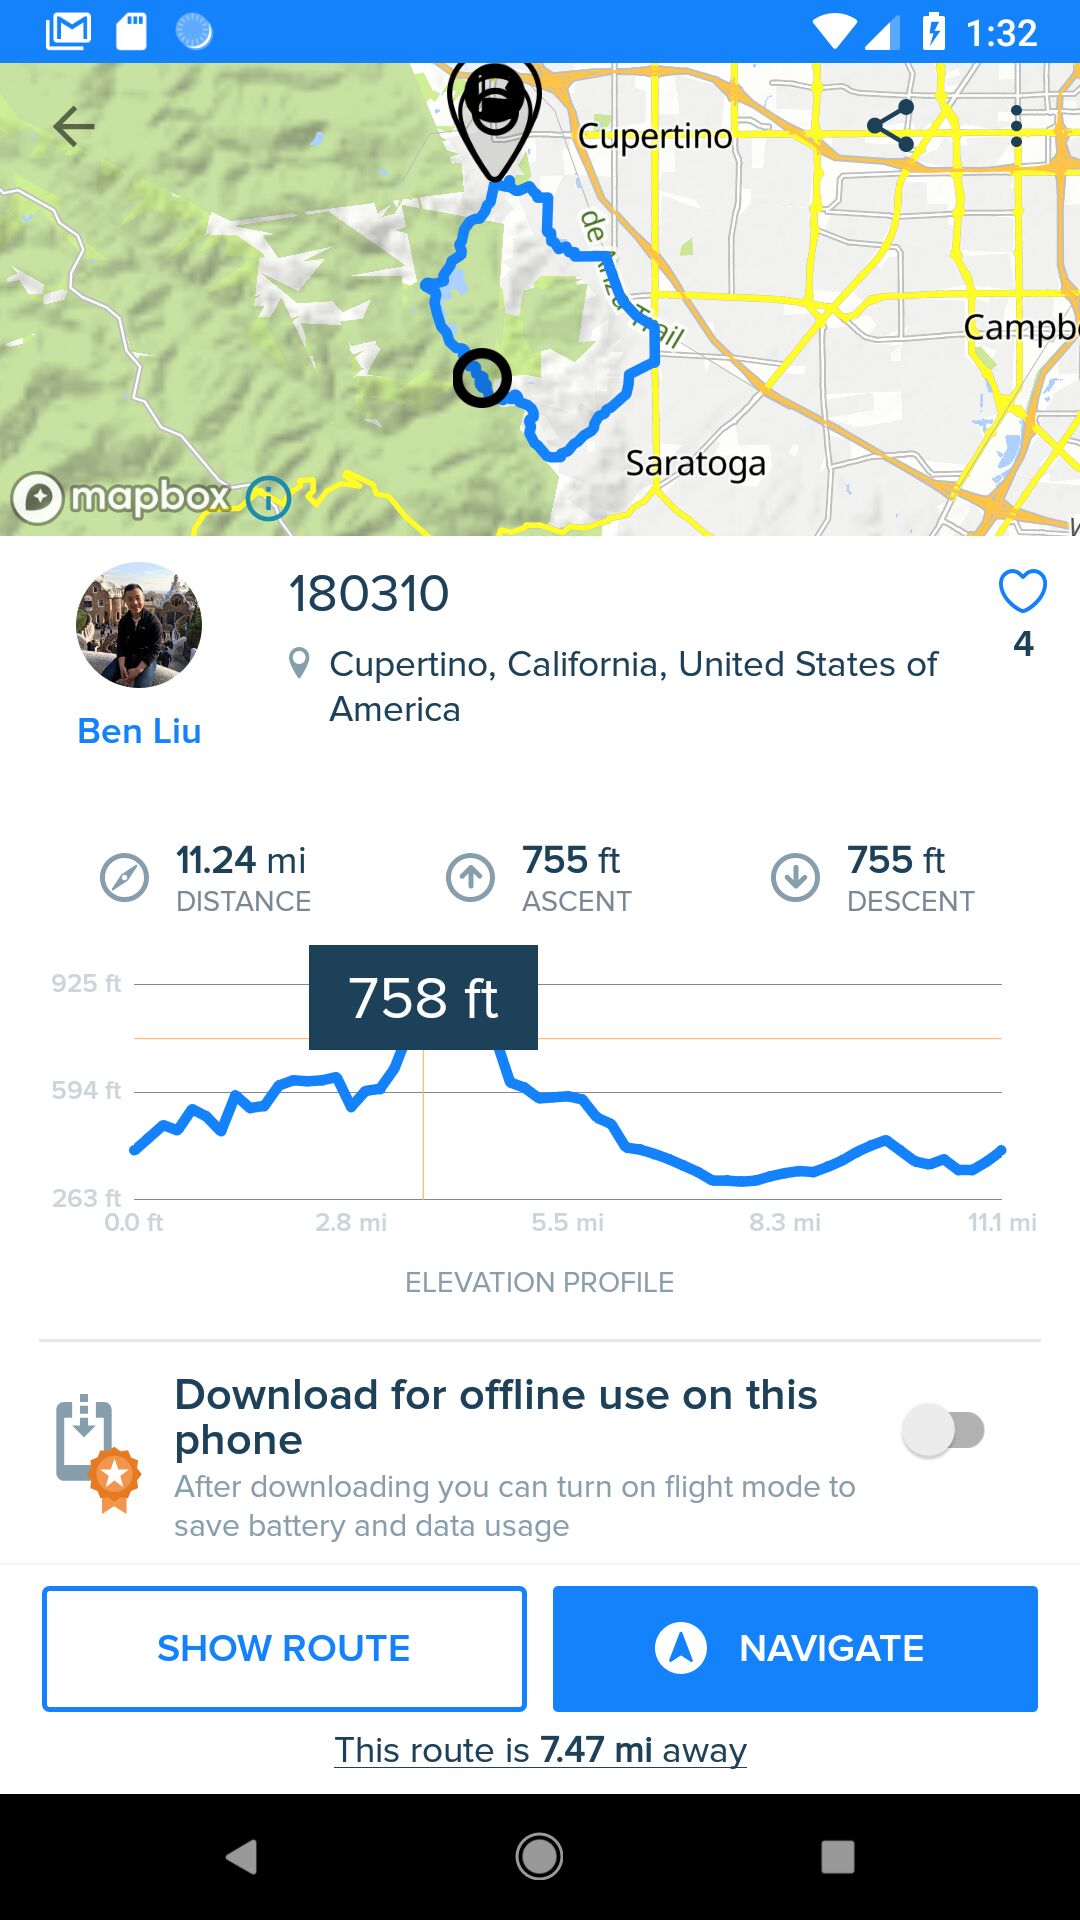 1:32
Cupertino
de Anza Trail
Campb
Saratoga
mapbox
180310
4
Cupertino, California, United States of
America
Ben Liu
11.24 mi
DISTANCE
755 ft
ASCENT
755 ft
DESCENT
925 ft
758 ft
594 ft
263 ft
0.0 ft
2.8 mi
5.5 mi
8.3 mi
11.1 mi
ELEVATION PROFILE
Download for offline use on this
phone
After downloading you can turn on flight mode to
save battery and data usage
SHOW ROUTE
NAVIGATE
This route is 7.47 mi away